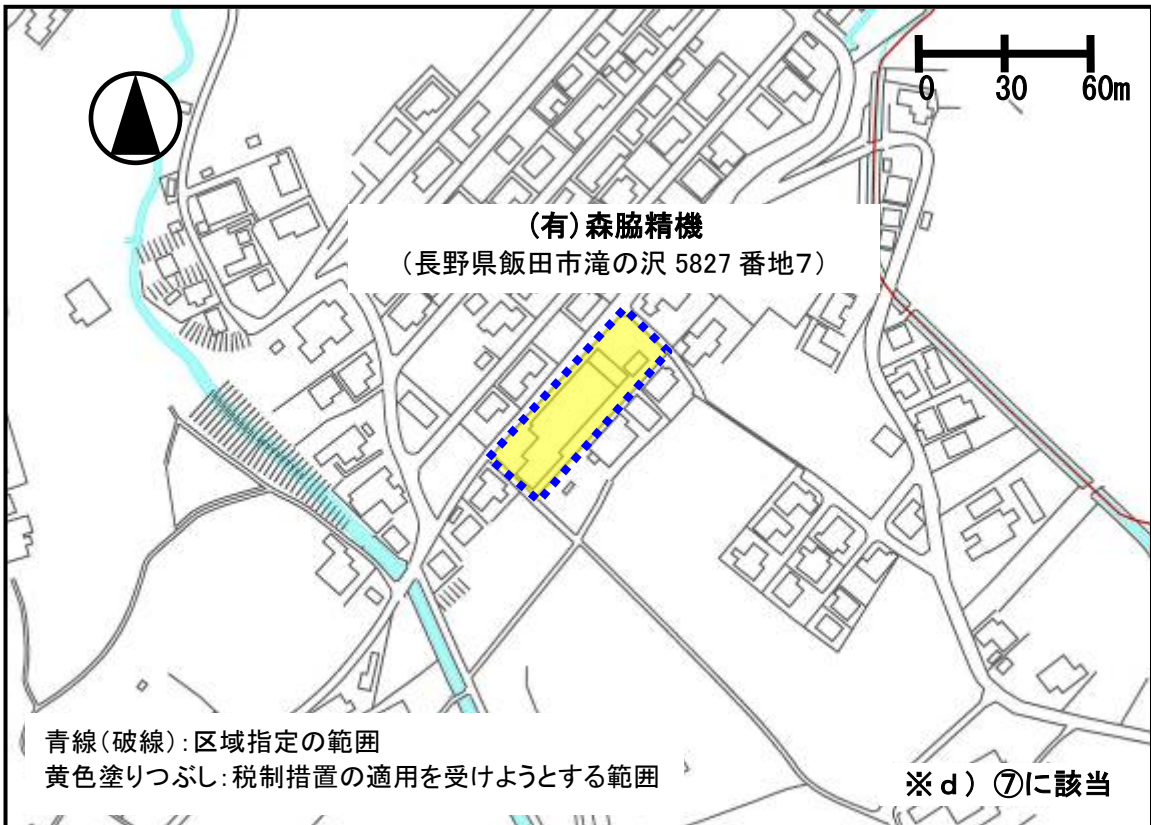 0 30 60m
(有)森脇精機
(長野県飯田市滝の沢 5827 番地7)
青線(破線):区域指定の範囲
黄色塗りつぶし:税制措置の適用を受けようとする範囲
※d) ⑦に該当